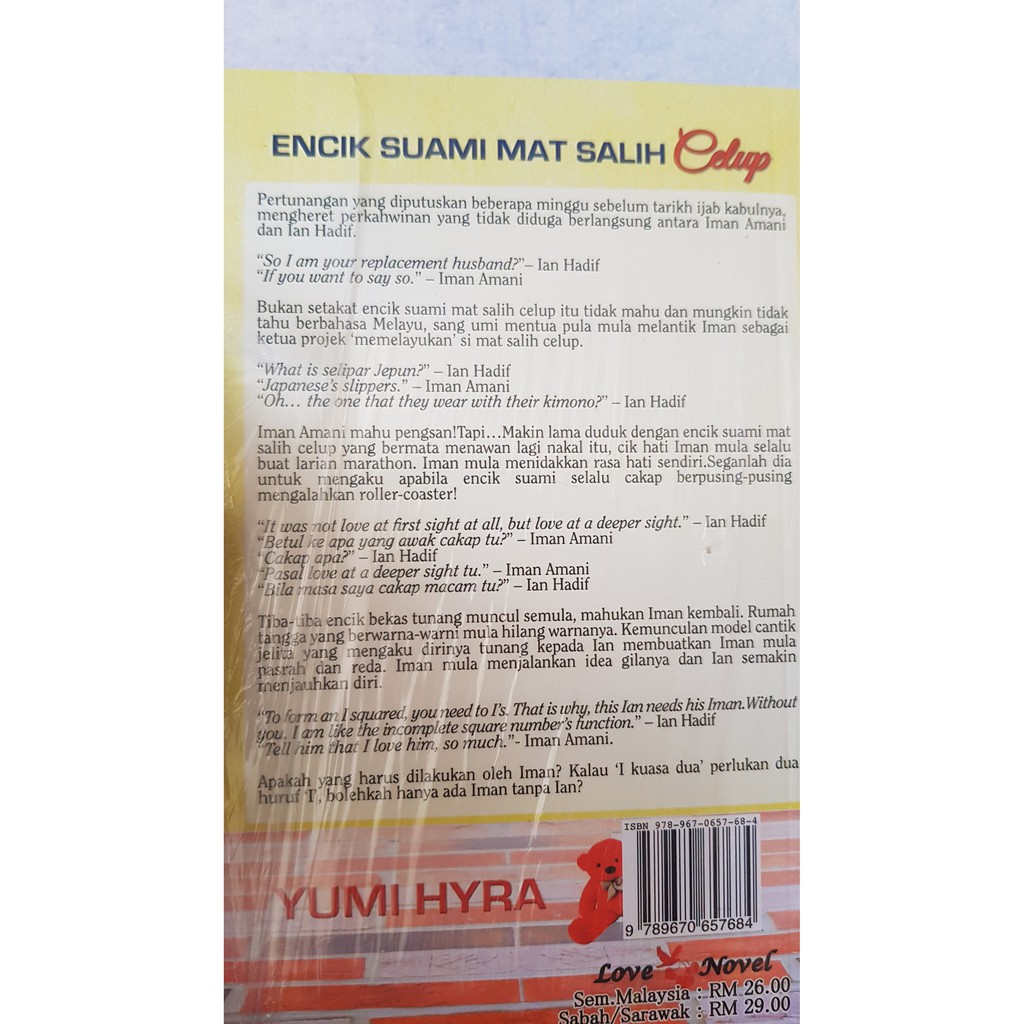 ENCIK SUAMI MAT SALIH Celup
Pertunangan yang diputuskan beberapa minggu sebelum tarikh ijab kabulnya,
mengheret perkahwinan yang tidak diduga berlangsung antara Iman Amani
dan Ian Hadif.
“So I am your replacement husband?”– Ian Hadif
“If you want to say so.” – Iman Amani
Bukan setakat encik suami mat salih celup itu tidak mahu dan mungkin tidak
tahu berbahasa Melayu, sang umi mentua pula mula melantik Iman sebagai
ketua projek ‘memelayukan’ si mat salih celup.
“What is selipar Jepun?” – Ian Hadif
“Japanese’s slippers.” – Iman Amani
“Oh... the one that they wear with their kimono?” – Ian Hadif
Iman Amani mahu pengsan!Tapi...Makin lama duduk dengan encik suami mat
salih celup yang bermata menawan lagi nakal itu, cik hati Iman mula selalu
buat larian marathon. Iman mula menidakkan rasa hati sendiri.Seganlah dia
untuk mengaku apabila encik suami selalu cakap berpusing-pusing
mengalahkan roller-coaster!
“It was not love at first sight at all, but love at a deeper sight.” – Ian Hadif
“Betul ke apa yang awak cakap tu?” – Iman Amani
“Cakap apa?” – Ian Hadif
“Pasal love at a deeper sight tu.” – Iman Amani
“Bila masa saya cakap macam tu?” – Ian Hadif
Tiba-tiba encik bekas tunang muncul semula, mahukan Iman kembali. Rumah
tangga yang berwarna-warni mula hilang warnanya. Kemunculan model cantik
jelita yang mengaku dirinya tunang kepada Ian membuatkan Iman mula
pasrah dan reda. Iman mula menjalankan idea gilanya dan Ian semakin
menjauhkan diri.
“To form an I squared, you need to I’s. That is why, this Ian needs his Iman.Without
you, I am like the incomplete square number’s function.” – Ian Hadif
“Tell him that I love him, so much.”- Iman Amani.
Apakah yang harus dilakukan oleh Iman? Kalau ‘I kuasa dua’ perlukan dua
huruf ‘I’, bolehkah hanya ada Iman tanpa Ian?
ISBN 978-967-0657-68-4
9 789670 657684
YUMI HYRA
Love Novel
Sem.Malaysia : RM 26.00
Sabah/Sarawak : RM 29.00